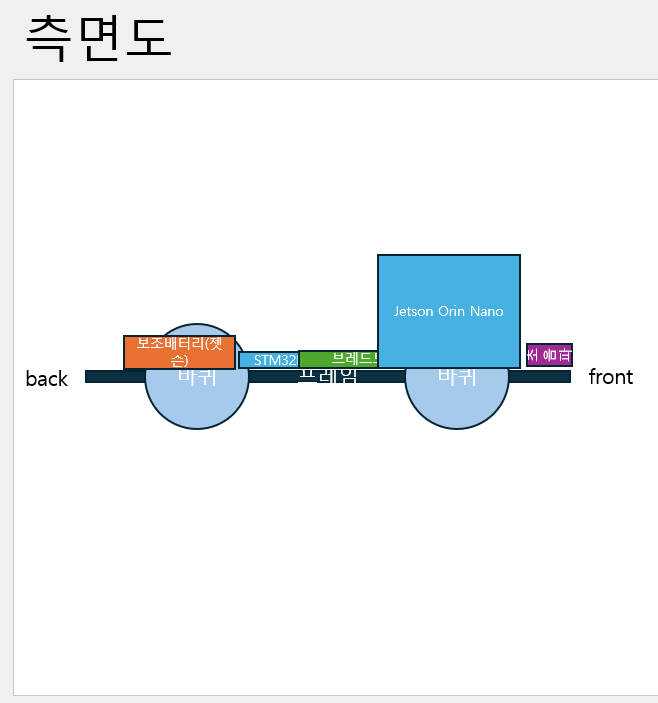 측면도
Jetson Orin Nano
보조배터리(젯
슨)
STM32
브레드
초음파
back
바퀴
프레임
바퀴
front